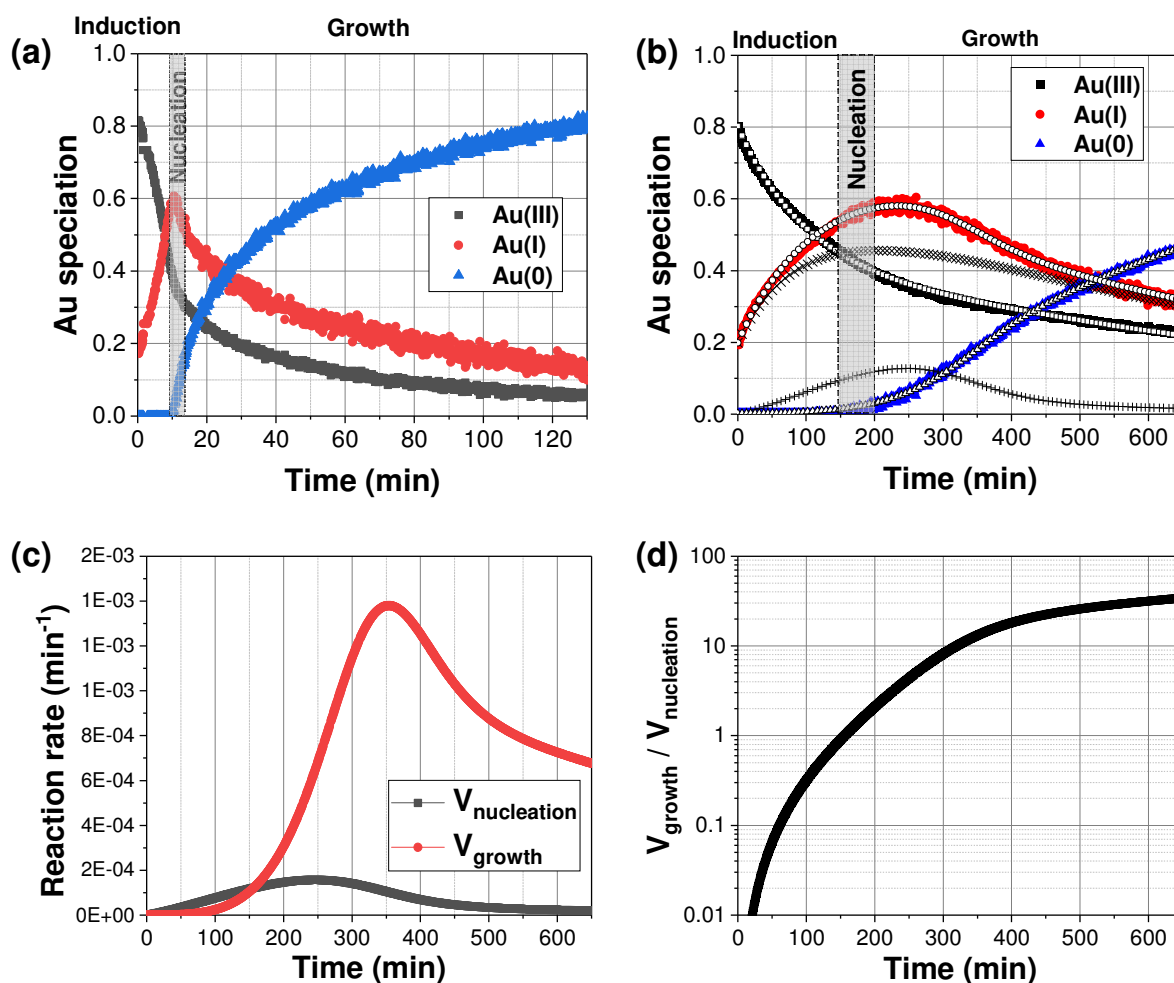 (a)
Induction
Growth
Nucleation
Au speciation
1.0
0.8
0.6
0.4
0.2
0.0
Au(III)
Au(I)
Au(0)
0 20 40 60 80 100 120
Time (min)
(b)
Induction
Growth
Nucleation
Au speciation
1.0
0.8
0.6
0.4
0.2
0.0
Au(III)
Au(I)
Au(0)
0 100 200 300 400 500 600
Time (min)
(c)
Reaction rate (min⁻¹)
2E-03
1E-03
1E-03
1E-03
8E-04
6E-04
4E-04
2E-04
0E+00
V_nucleation
V_growth
0 100 200 300 400 500 600
Time (min)
(d)
V_growth / V_nucleation
100
10
1
0.1
0.01
0 100 200 300 400 500 600
Time (min)